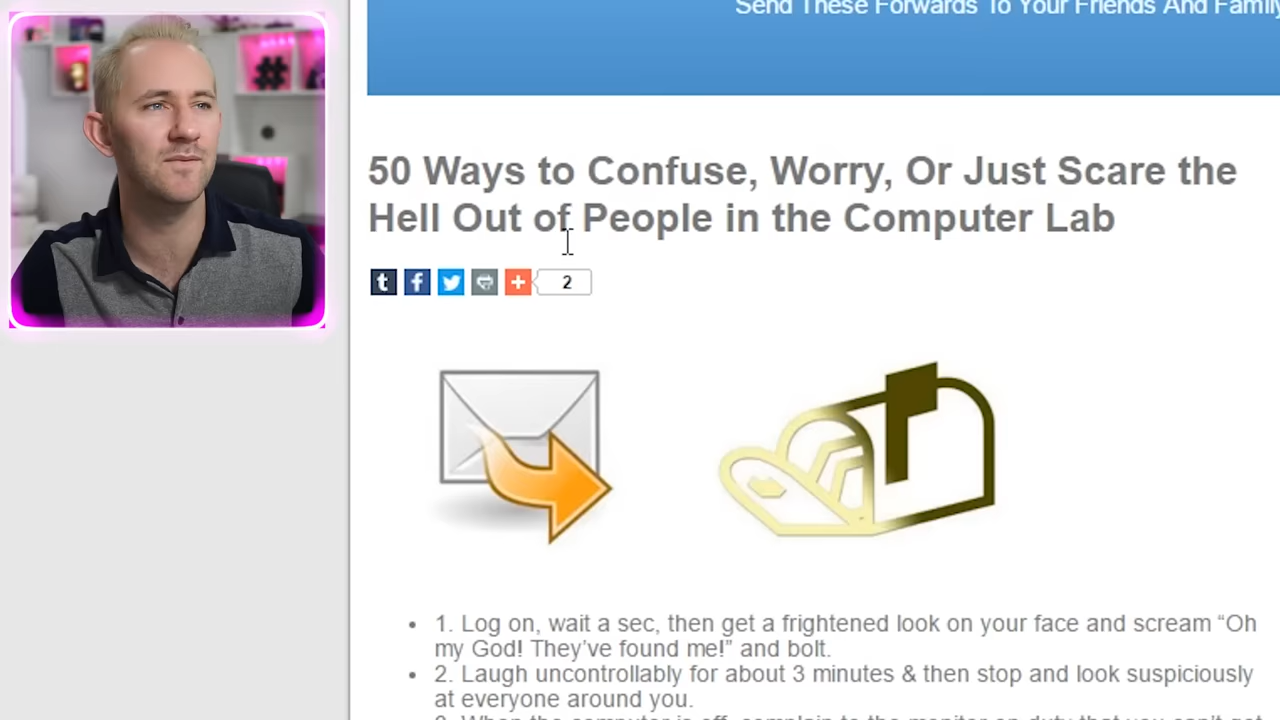 Send These Forwards To Your Friends And Family
50 Ways to Confuse, Worry, Or Just Scare the
Hell Out of People in the Computer Lab
t f + 2
• 1. Log on, wait a sec, then get a frightened look on your face and scream “Oh
my God! They’ve found me!” and bolt.
• 2. Laugh uncontrollably for about 3 minutes & then stop and look suspiciously
at everyone around you.